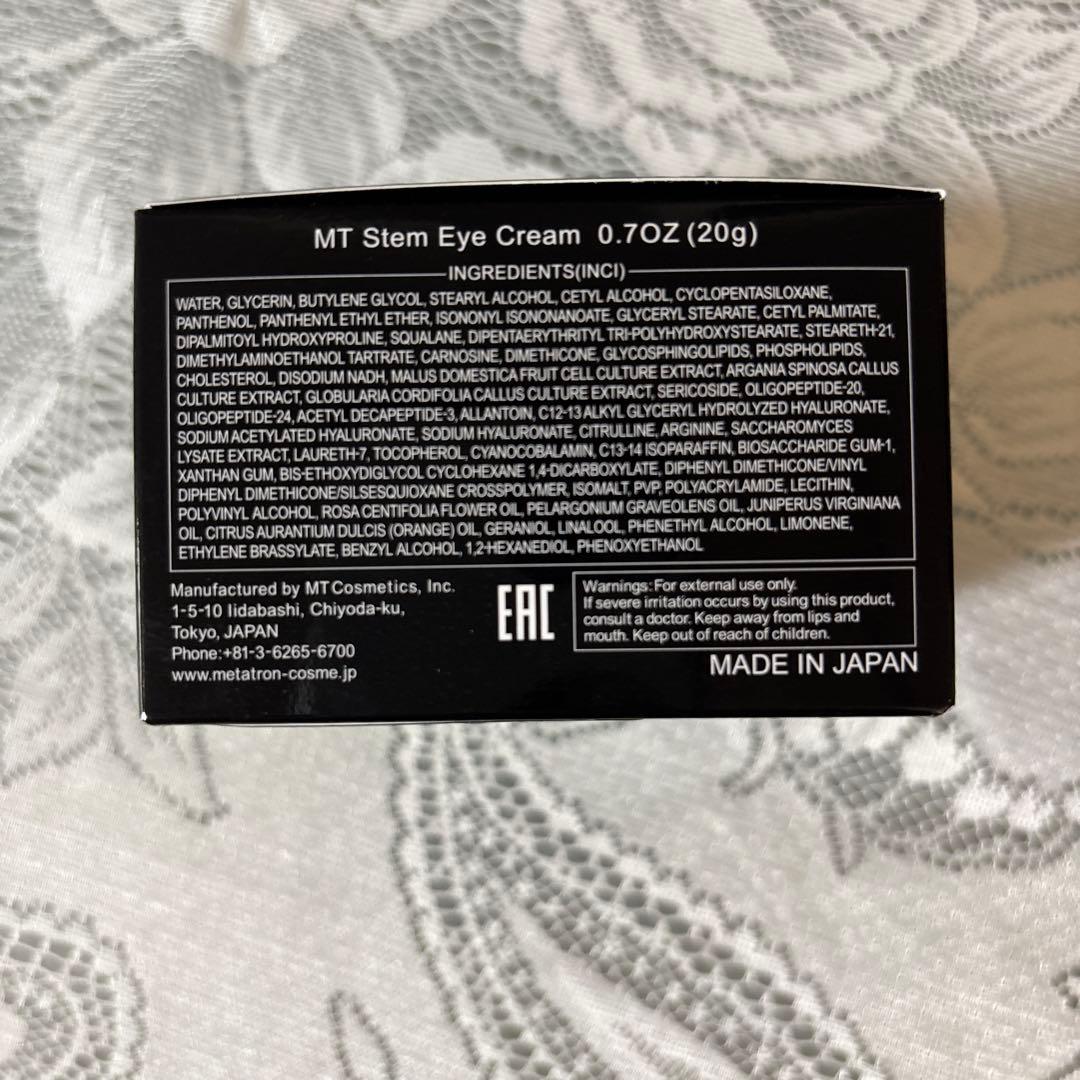 MT Stem Eye Cream 0.7OZ (20g)
INGREDIENTS(INCI)
WATER, GLYCERIN, BUTYLENE GLYCOL, STEARYL ALCOHOL, CETYL ALCOHOL, CYCLOPENTASILOXANE,
PANTHENOL, PANTHENYL ETHYL ETHER, ISONONYL ISONONANOATE, GLYCERYL STEARATE, CETYL PALMITATE,
DIPALMITOYL HYDROXYPROLINE, SQUALANE, DIPENTAERYTHRITYL TRI-POLYHYDROXYSTEARATE, STEARETH-21,
DIMETHYLAMINOETHANOL TARTRATE, CARNOSINE, DIMETHICONE, GLYCOSPHINGOLIPIDS, PHOSPHOLIPIDS,
CHOLESTEROL, DISODIUM NADH, MALUS DOMESTICA FRUIT CELL CULTURE EXTRACT, ARGANIA SPINOSA CALLUS
CULTURE EXTRACT, GLOBULARIA CORDIFOLIA CALLUS CULTURE EXTRACT, SERICOSIDE, OLIGOPEPTIDE-20,
OLIGOPEPTIDE-24, ACETYL DECAPEPTIDE-3, ALLANTOIN, C12-13 ALKYL GLYCERYL HYDROLYZED HYALURONATE,
SODIUM ACETYLATED HYALURONATE, SODIUM HYALURONATE, CITRULLINE, ARGININE, SACCHAROMYCES
LYSATE EXTRACT, LAURETH-7, TOCOPHEROL, CYANOCOBALAMIN, C13-14 ISOPARAFFIN, BIOSACCHARIDE GUM-1,
XANTHAN GUM, BIS-ETHOXYDIGLYCOL CYCLOHEXANE 1,4-DICARBOXYLATE, DIPHENYL DIMETHICONE/VINYL
DIPHENYL DIMETHICONE/SILSESQUIOXANE CROSSPOLYMER, ISOMALT, PVP, POLYACRYLAMIDE, LECITHIN,
POLYVINYL ALCOHOL, ROSA CENTIFOLIA FLOWER OIL, PELARGONIUM GRAVEOLENS OIL, JUNIPERUS VIRGINIANA
OIL, CITRUS AURANTIUM DULCIS (ORANGE) OIL, GERANIOL, LINALOOL, PHENETHYL ALCOHOL, LIMONENE,
ETHYLENE BRASSYLATE, BENZYL ALCOHOL, 1,2-HEXANEDIOL, PHENOXYETHANOL
Manufactured by MT Cosmetics, Inc.
1-5-10 Iidabashi, Chiyoda-ku,
Tokyo, JAPAN
Phone:+81-3-6265-6700
www.metatron-cosme.jp
EAC
Warnings: For external use only.
If severe irritation occurs by using this product,
consult a doctor. Keep away from lips and
mouth. Keep out of reach of children.
MADE IN JAPAN